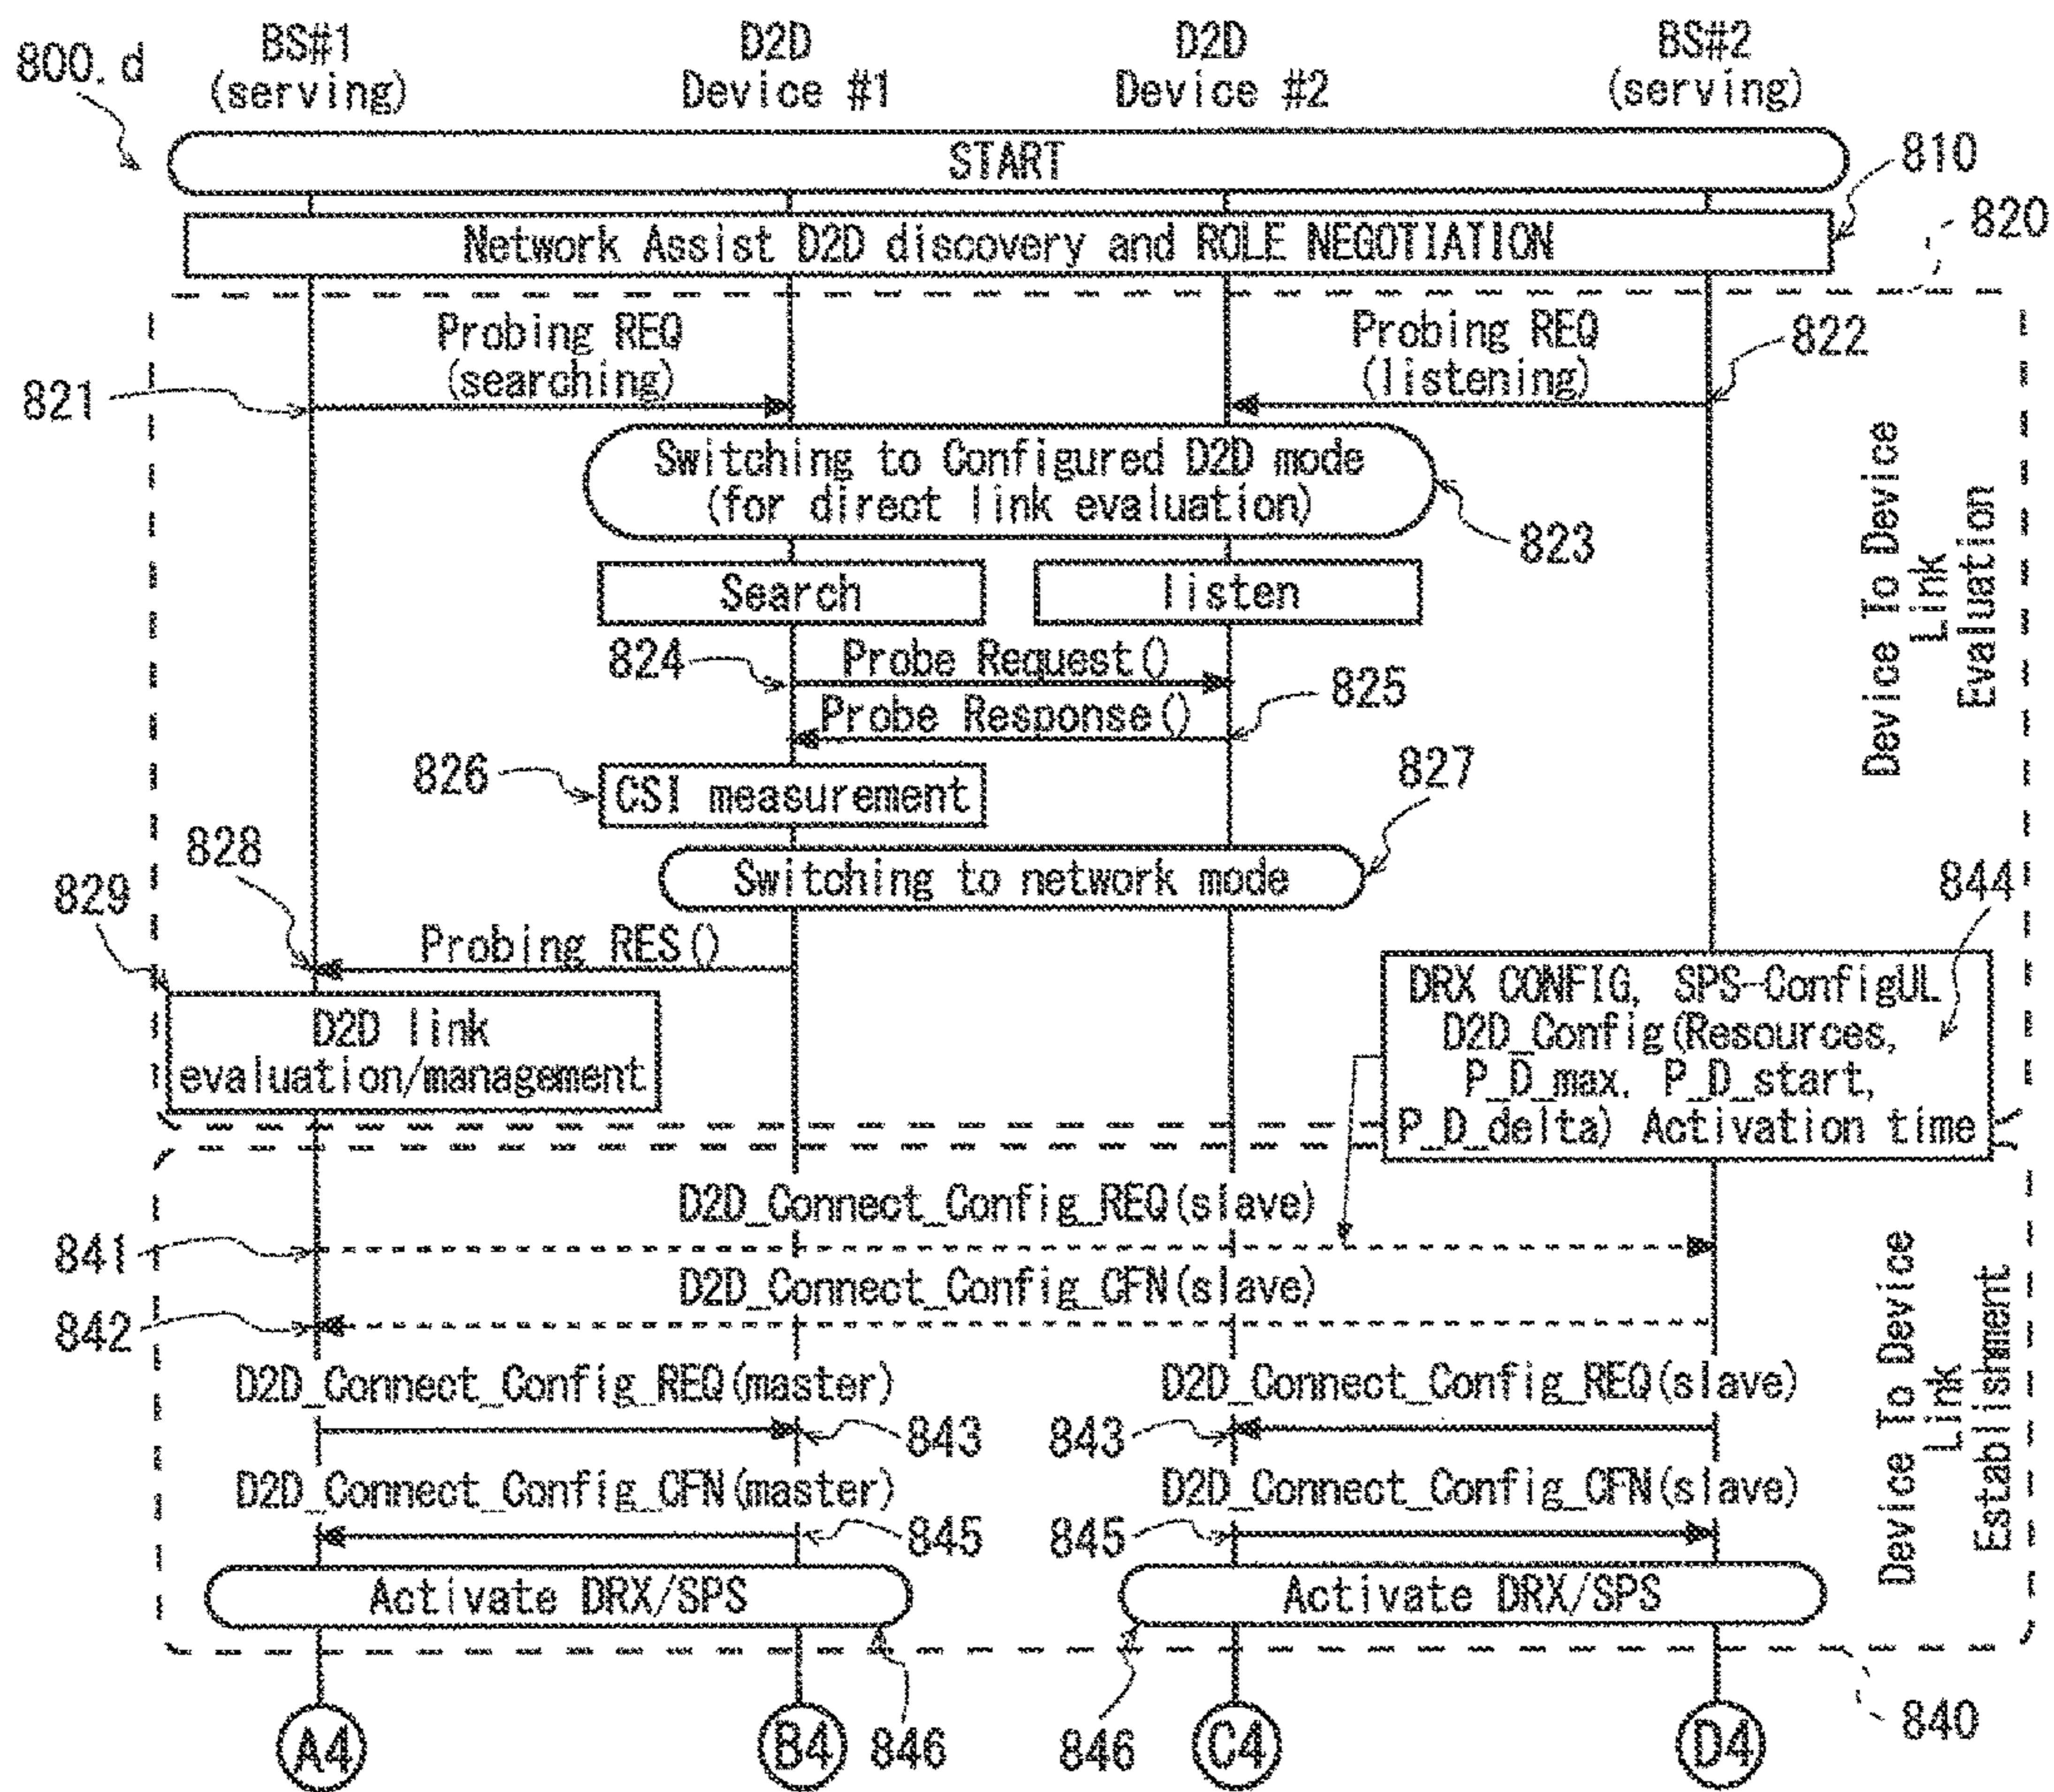 800.d
BS#1
(serving)
D2D
Device #1
D2D
Device #2
BS#2
(serving)
START
810
Network Assist D2D discovery and ROLE NEGOTIATION
820
Probing REQ
(searching)
Probing REQ
(listening)
821
822
Switching to Configured D2D mode
(for direct link evaluation)
823
Search
listen
824
Probe Request()
Probe Response()
825
826
CSI measurement
827
Switching to network mode
828
829
Probing RES()
844
D2D link
evaluation/management
DRX CONFIG, SPS-ConfigUL
D2D_Config(Resources,
P_D_max, P_D_start,
P_D_delta) Activation time
Device To Device
Link
Evaluation
D2D_Connect_Config_REQ(slave)
841
D2D_Connect_Config_CFN(slave)
842
D2D_Connect_Config_REQ(master)
D2D_Connect_Config_REQ(slave)
843
843
D2D_Connect_Config_CFN(master)
D2D_Connect_Config_CFN(slave)
845
845
Activate DRX/SPS
Activate DRX/SPS
Device To Device
Link
Establishment
A4
B4
846
846
C4
D4
840